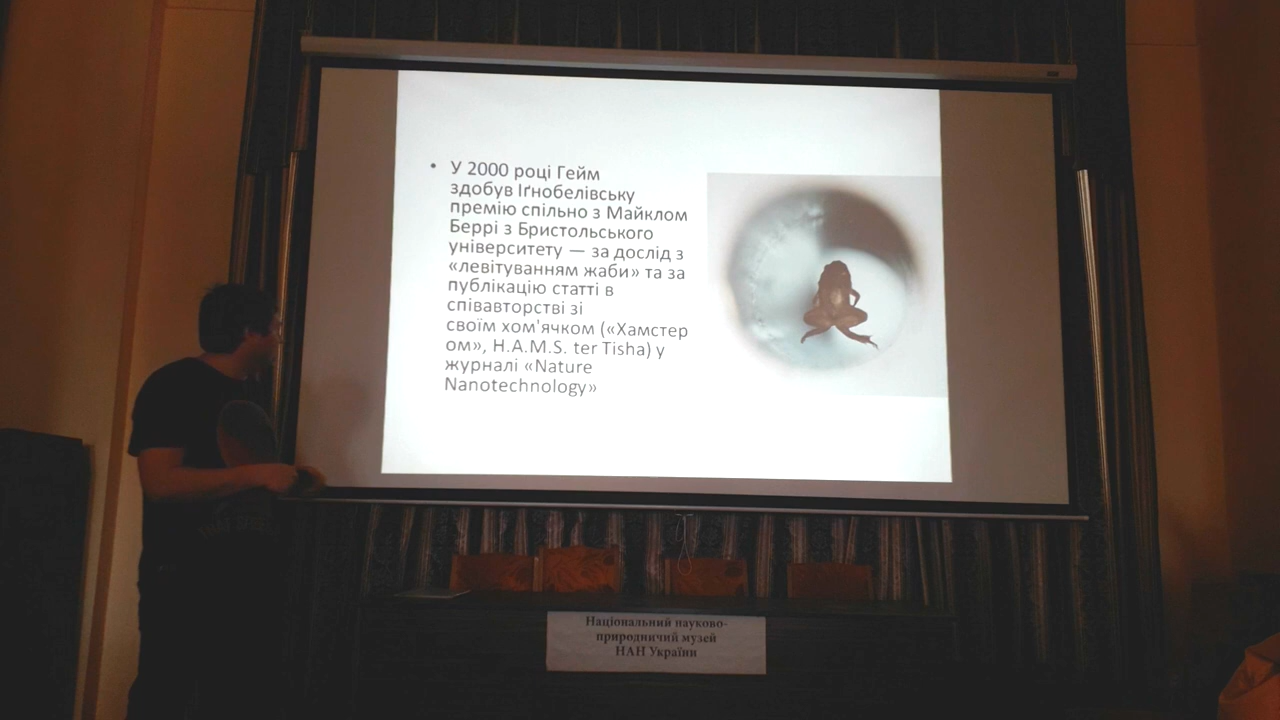 • У 2000 році Гейм
здобув Іґнобелівську
премію спільно з Майклом
Беррі з Бристольського
університету — за дослід з
«левітуванням жаби» та за
публікацію статті в
співавторстві зі
своїм хом'ячком («Хамстер
ом», H.A.M.S. ter Tisha) у
журналі «Nature
Nanotechnology»
Національний науково-
природничий музей
НАН України